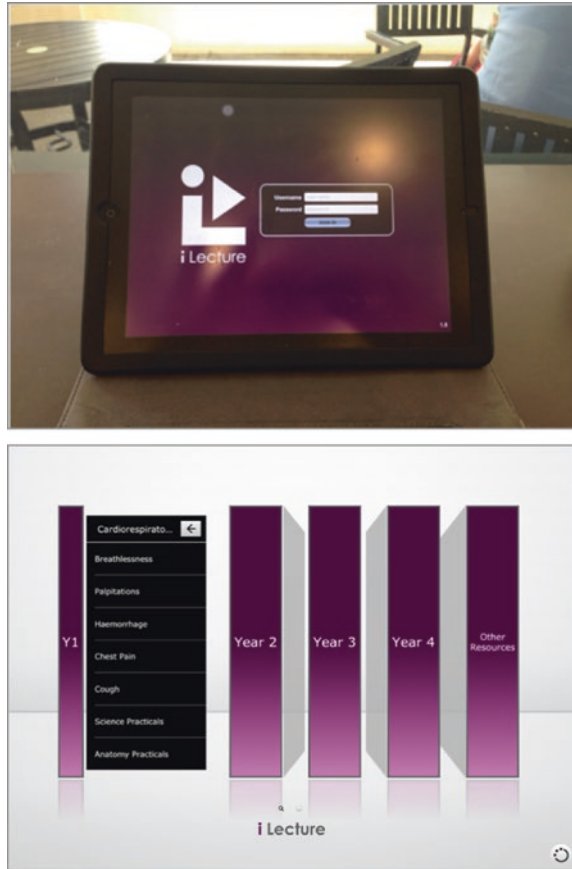 Username
Password
i Lecture
1.0
Cardiorespirato...
Breathlessness
Palpitations
Haemorrhage
Chest Pain
Cough
Science Practicals
Anatomy Practicals
Y1
Year 2
Year 3
Year 4
Other
Resources
i Lecture